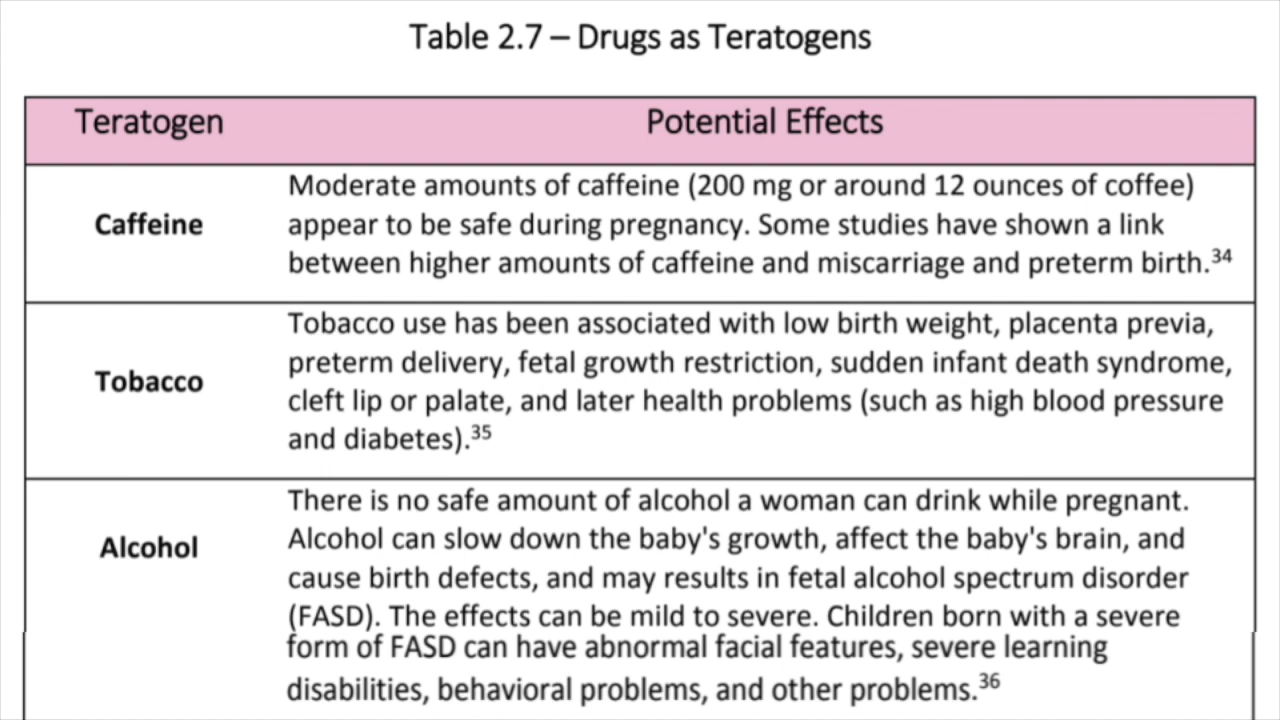 Table 2.7 – Drugs as Teratogens
Teratogen Potential Effects
Caffeine
Moderate amounts of caffeine (200 mg or around 12 ounces of coffee)
appear to be safe during pregnancy. Some studies have shown a link
between higher amounts of caffeine and miscarriage and preterm birth.34
Tobacco
Tobacco use has been associated with low birth weight, placenta previa,
preterm delivery, fetal growth restriction, sudden infant death syndrome,
cleft lip or palate, and later health problems (such as high blood pressure
and diabetes).35
Alcohol
There is no safe amount of alcohol a woman can drink while pregnant.
Alcohol can slow down the baby's growth, affect the baby's brain, and
cause birth defects, and may results in fetal alcohol spectrum disorder
(FASD). The effects can be mild to severe. Children born with a severe
form of FASD can have abnormal facial features, severe learning
disabilities, behavioral problems, and other problems.36